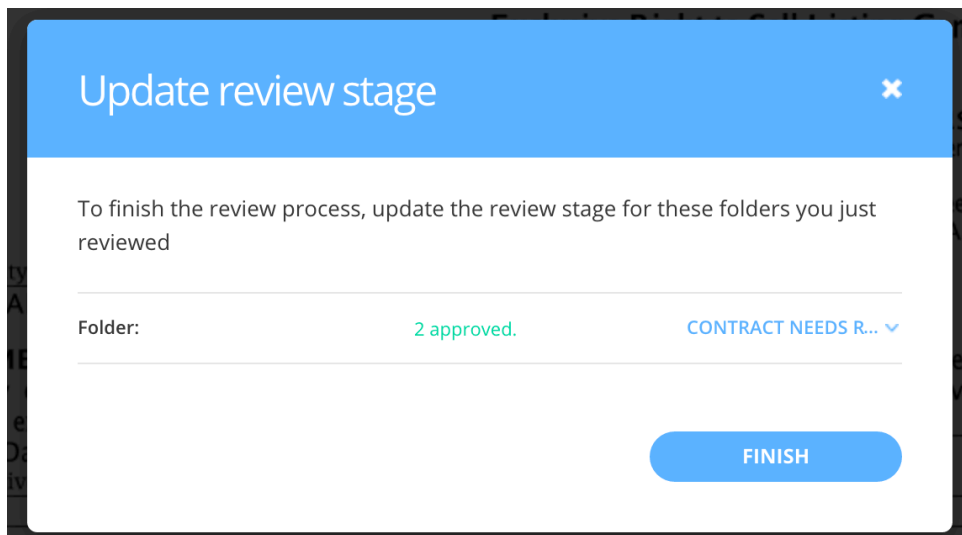 Update review stage
To finish the review process, update the review stage for these folders you just
reviewed
Folder:
2 approved.
CONTRACT NEEDS R...
FINISH